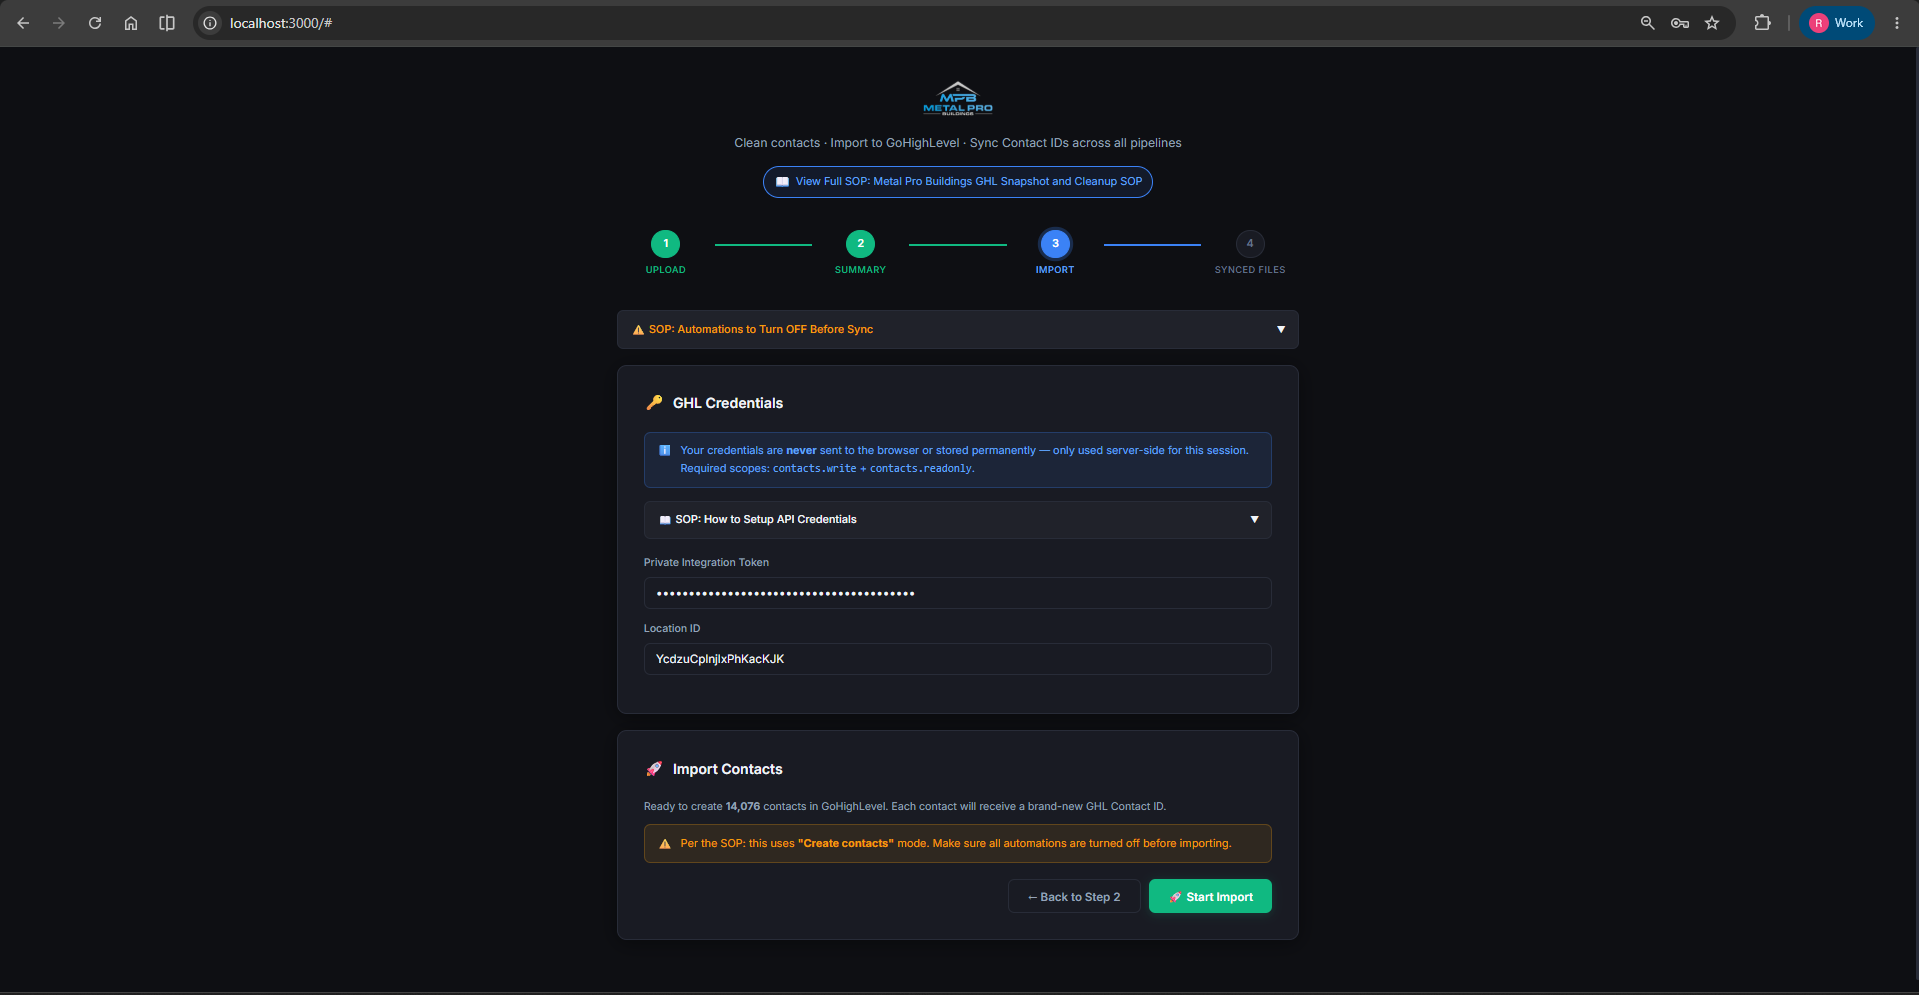 localhost:3000/#
R Work
MPB
METAL PRO
BUILDINGS
Clean contacts · Import to GoHighLevel · Sync Contact IDs across all pipelines
View Full SOP: Metal Pro Buildings GHL Snapshot and Cleanup SOP
1 2 3 4
UPLOAD SUMMARY IMPORT SYNCED FILES
SOP: Automations to Turn OFF Before Sync ▼
GHL Credentials
Your credentials are never sent to the browser or stored permanently — only used server-side for this session.
Required scopes: contacts.write + contacts.readonly.
SOP: How to Setup API Credentials ▼
Private Integration Token
••••••••••••••••••••••••••••••••••••••••
Location ID
Import Contacts
Ready to create 14,076 contacts in GoHighLevel. Each contact will receive a brand-new GHL Contact ID.
Per the SOP: this uses "Create contacts" mode. Make sure all automations are turned off before importing.
← Back to Step 2
Start Import